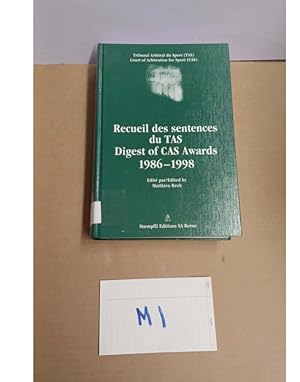 Tribunal Arbitral du Sport (TAS)
Court of Arbitration for Sport (CAS)
Recueil des sentences
du TAS
Digest of CAS Awards
1986–1998
Edité par/Edited by
Matthieu Reeb
Stæmpfli Editions SA Berne
M1